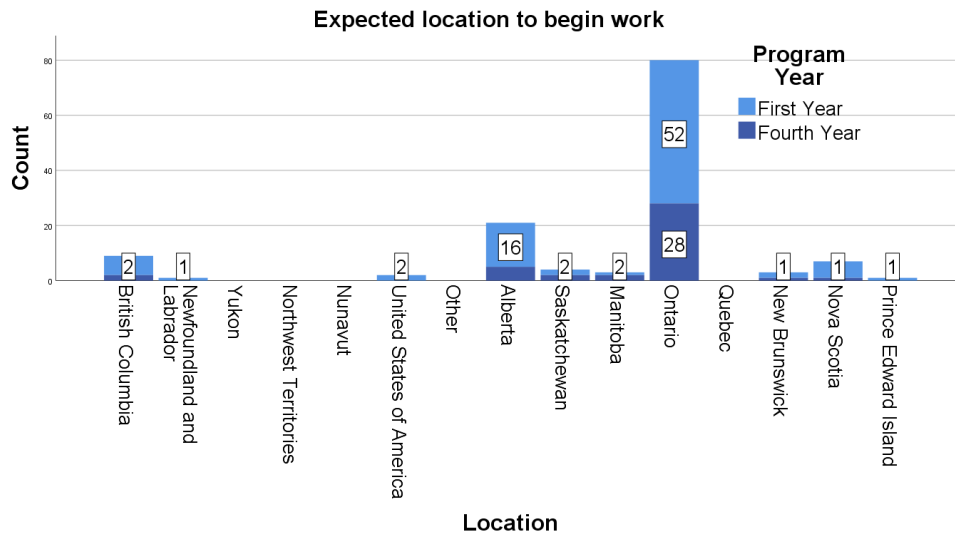 Expected location to begin work
Program
Year
First Year
Fourth Year
Count
80
60
40
20
0
52
28
16
2
1
2
2
2
1
1
1
British Columbia
Newfoundland and
Labrador
Yukon
Northwest Territories
Nunavut
United States of America
Other
Alberta
Saskatchewan
Manitoba
Ontario
Quebec
New Brunswick
Nova Scotia
Prince Edward Island
Location